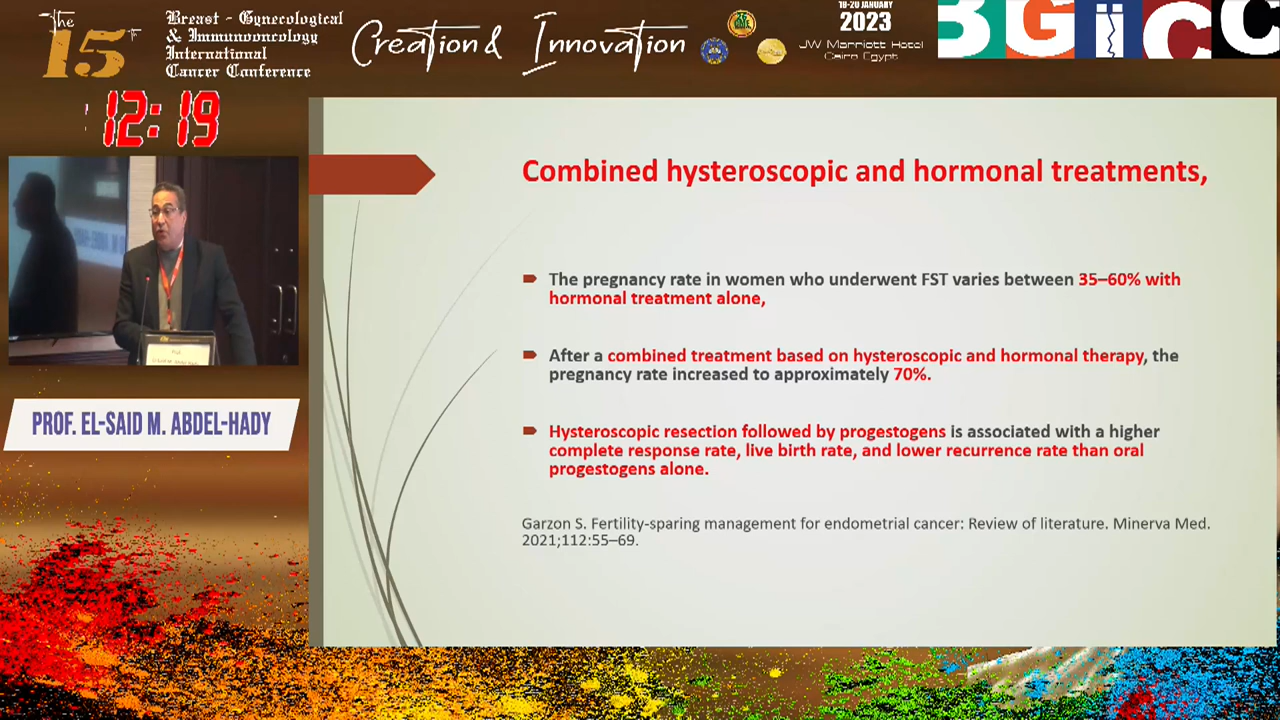 The
15th
Breast - Gynecological
& Immunooncology
International
Cancer Conference
Creation & Innovation
18-20 JANUARY
2023
JW Marriott Hotel
Cairo Egypt
BGICC
12:19
PROF. EL-SAID M. ABDEL-HADY
Combined hysteroscopic and hormonal treatments,
The pregnancy rate in women who underwent FST varies between 35–60% with
hormonal treatment alone,
After a combined treatment based on hysteroscopic and hormonal therapy, the
pregnancy rate increased to approximately 70%.
Hysteroscopic resection followed by progestogens is associated with a higher
complete response rate, live birth rate, and lower recurrence rate than oral
progestogens alone.
Garzon S. Fertility-sparing management for endometrial cancer: Review of literature. Minerva Med.
2021;112:55–69.